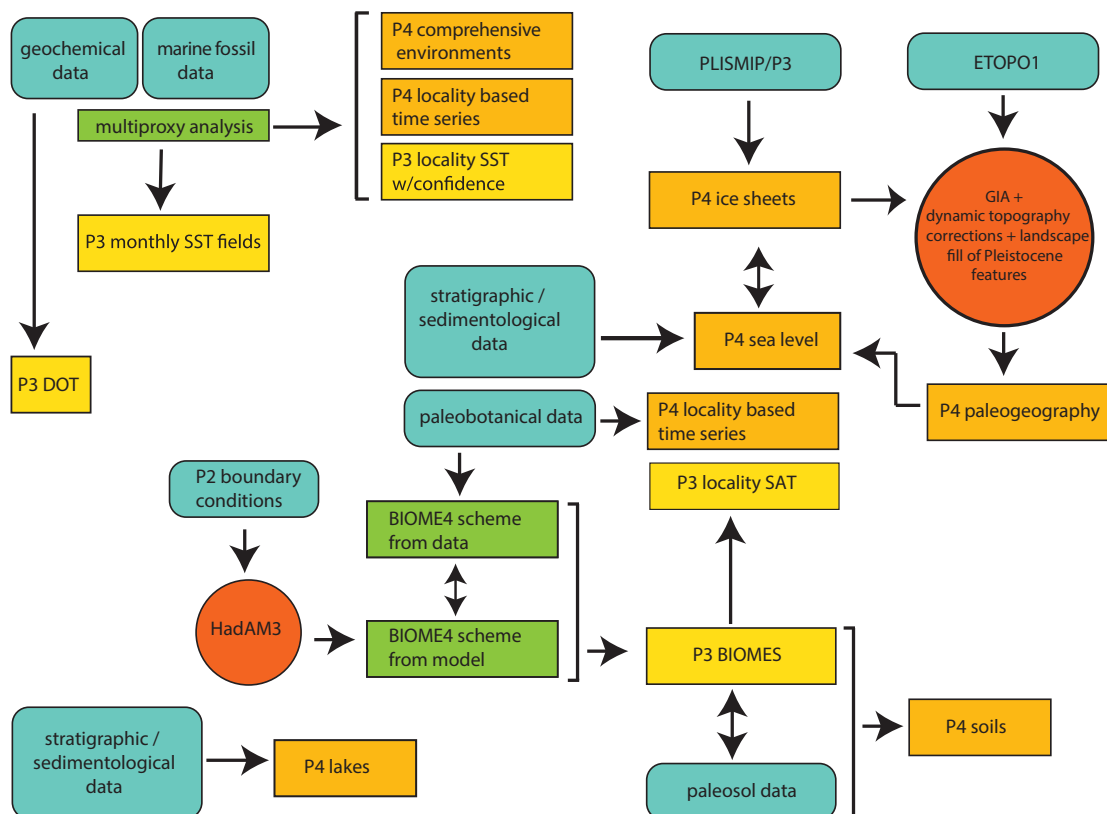 geochemical
data
marine fossil
data
multiproxy analysis
P4 comprehensive
environments
P4 locality based
time series
P3 locality SST
w/confidence
P3 monthly SST fields
P3 DOT
PLISMIP/P3
ETOPO1
P4 ice sheets
GIA +
dynamic topography
corrections + landscape
fill of Pleistocene
features
stratigraphic /
sedimentological
data
P4 sea level
P4 paleogeography
paleobotanical data
P4 locality based
time series
P3 locality SAT
P2 boundary
conditions
BIOME4 scheme
from data
HadAM3
BIOME4 scheme
from model
P3 BIOMES
P4 soils
stratigraphic /
sedimentological
data
P4 lakes
paleosol data